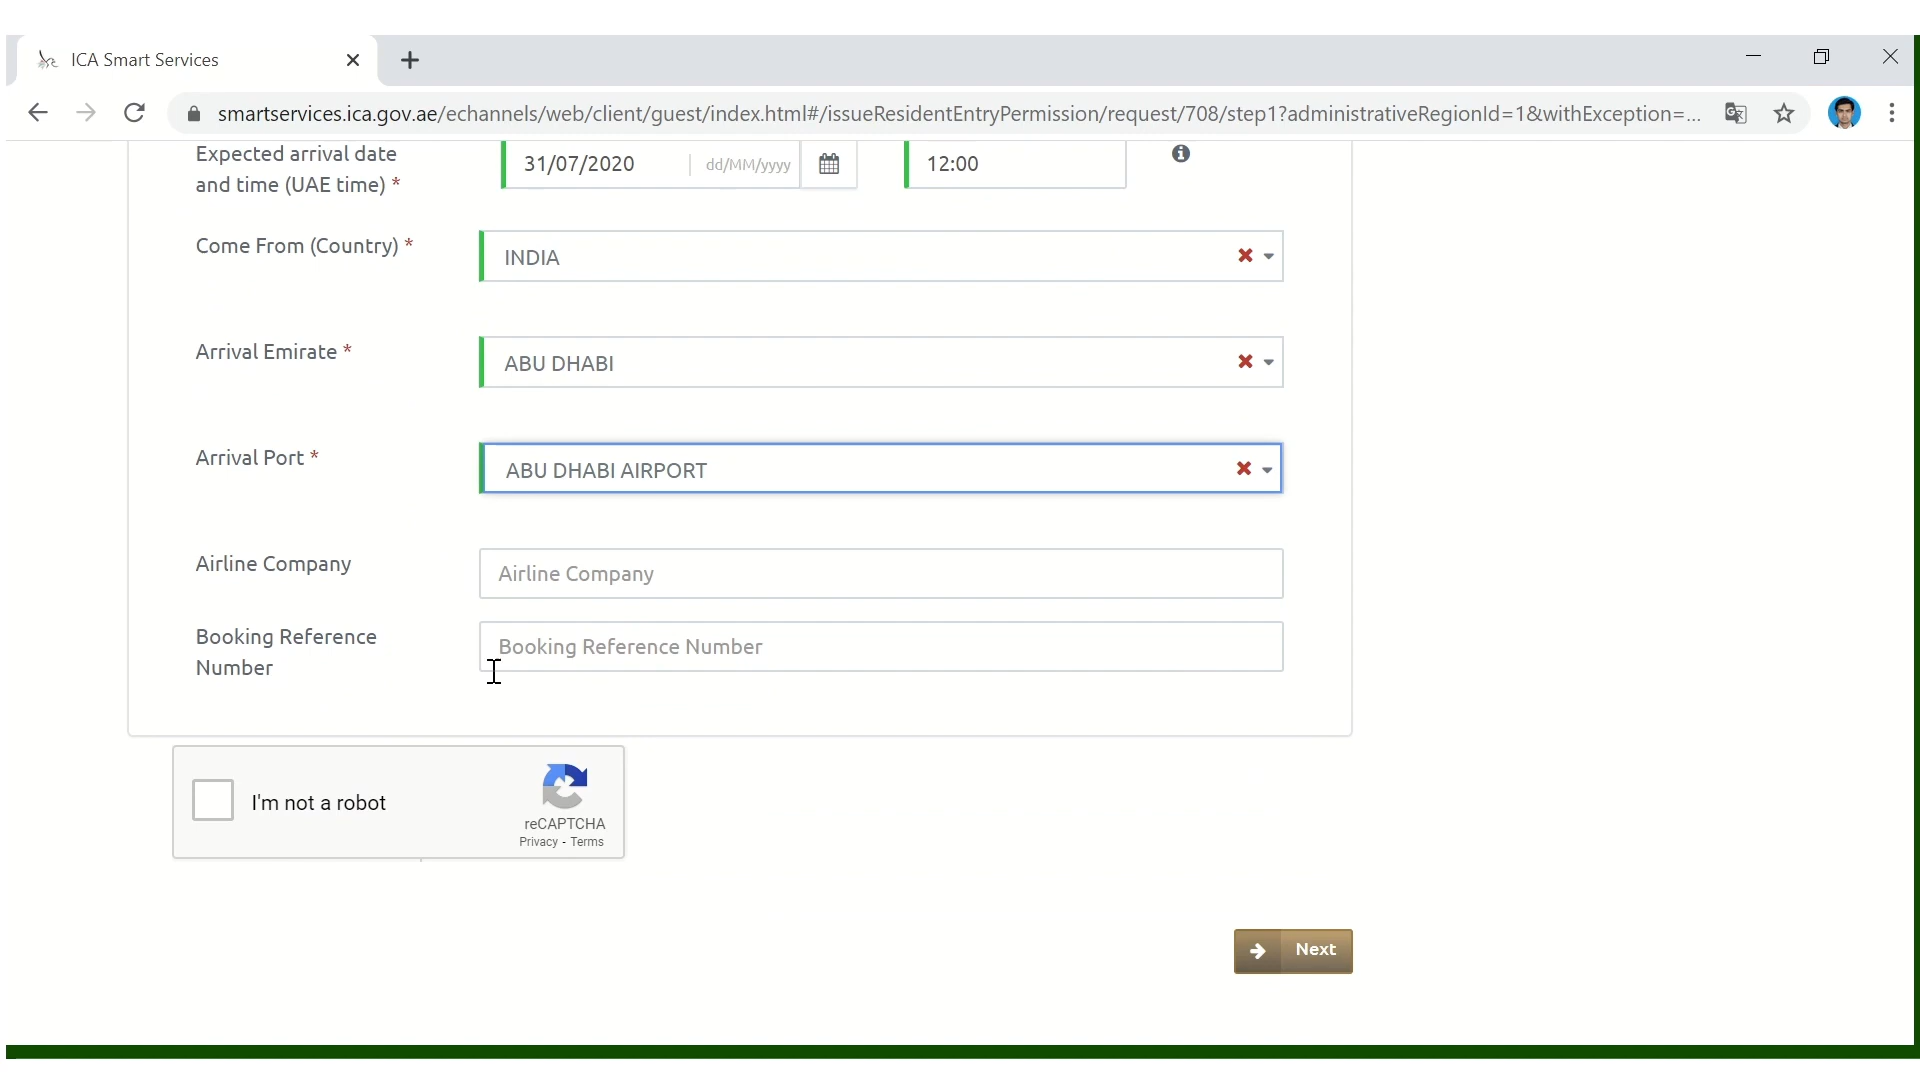 ICA Smart Services
smartservices.ica.gov.ae/echannels/web/client/guest/index.html#/issueResidentEntryPermission/request/708/step1?administrativeRegionId=1&withException=...
Expected arrival date
and time (UAE time) *
31/07/2020
dd/MM/yyyy
12:00
Come From (Country) *
INDIA
Arrival Emirate *
ABU DHABI
Arrival Port *
ABU DHABI AIRPORT
Airline Company
Airline Company
Booking Reference
Number
Booking Reference Number
I'm not a robot
reCAPTCHA
Privacy - Terms
Next